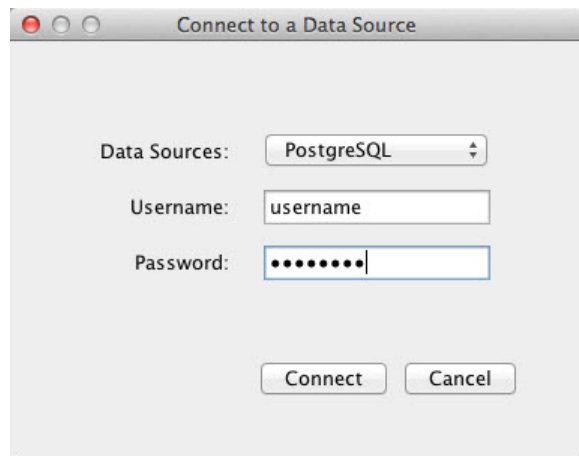 Connect to a Data Source
Data Sources: PostgreSQL
Username: username
Password: ••••••••
Connect Cancel